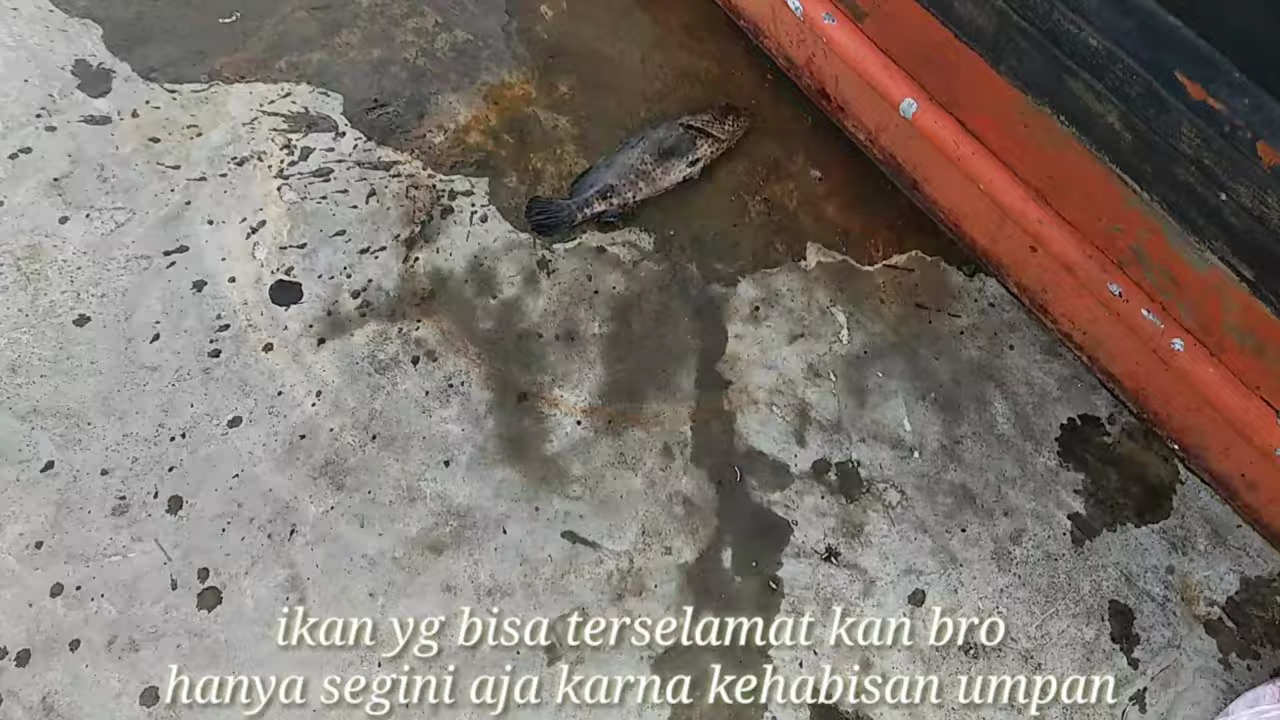 ikan yg bisa terselamat kan bro
hanya segini aja karna kehabisan umpan